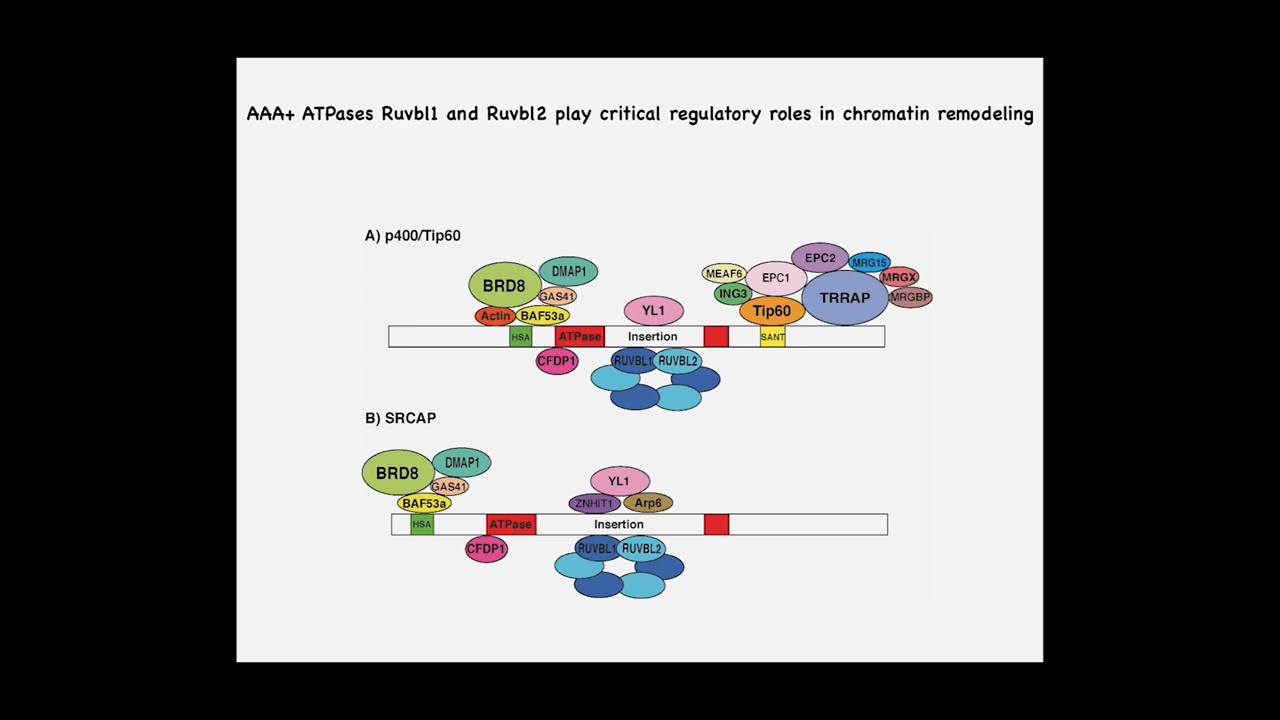 AAA+ ATPases Ruvbl1 and Ruvbl2 play critical regulatory roles in chromatin remodeling
A) p400/Tip60
EPC2
MRG15
DMAP1
MEAF6
EPC1
MRGX
BRD8
GAS41
ING3
TRRAP
MRGBP
Actin
BAF53a
YL1
Tip60
HSA
ATPase
Insertion
SANT
CFDP1
RUVBL1
RUVBL2
B) SRCAP
BRD8
DMAP1
GAS41
YL1
BAF53a
ZNHIT1
Arp6
HSA
ATPase
Insertion
CFDP1
RUVBL1
RUVBL2